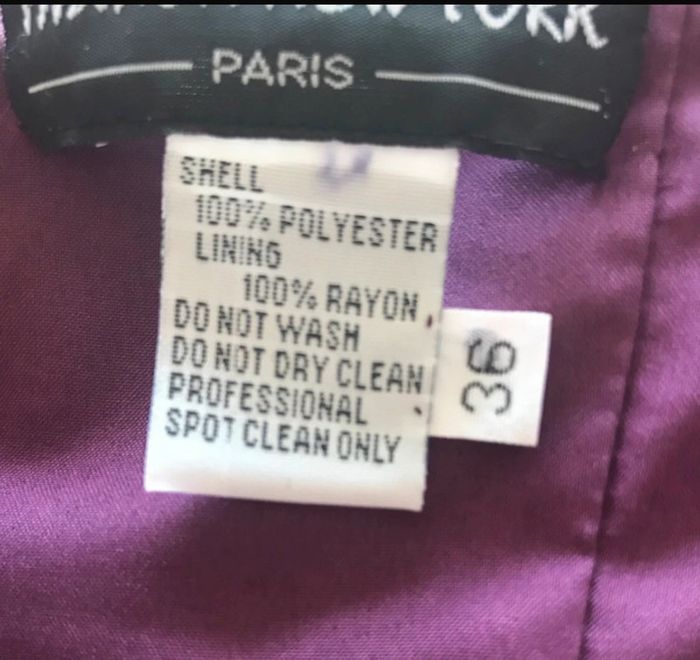 YORK
PARIS
SHELL
100% POLYESTER
LINING
100% RAYON
DO NOT WASH
DO NOT DRY CLEAN
PROFESSIONAL
SPOT CLEAN ONLY
36